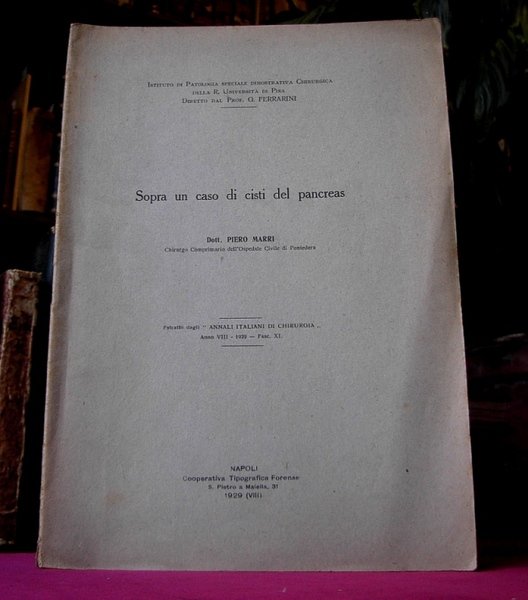 Istituto di Patologia speciale dimostrativa Chirurgica
della R. Università di Pisa
Diretto dal Prof. G. FERRARINI
Sopra un caso di cisti del pancreas
Dott. PIERO MARRI
Chirurgo Comprimario dell'Ospedale Civile di Pontedera
Estratto dagli " ANNALI ITALIANI DI CHIRURGIA „
Anno VIII - 1929 — Fasc. XI.
NAPOLI
Cooperativa Tipografica Forense
S. Pietro a Maiella, 31
1929 (VIII)